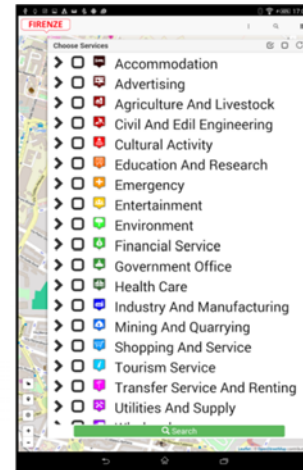 FIRENZE
Choose Services
Accommodation
Advertising
Agriculture And Livestock
Civil And Edil Engineering
Cultural Activity
Education And Research
Emergency
Entertainment
Environment
Financial Service
Government Office
Health Care
Industry And Manufacturing
Mining And Quarrying
Shopping And Service
Tourism Service
Transfer Service And Renting
Utilities And Supply
Search